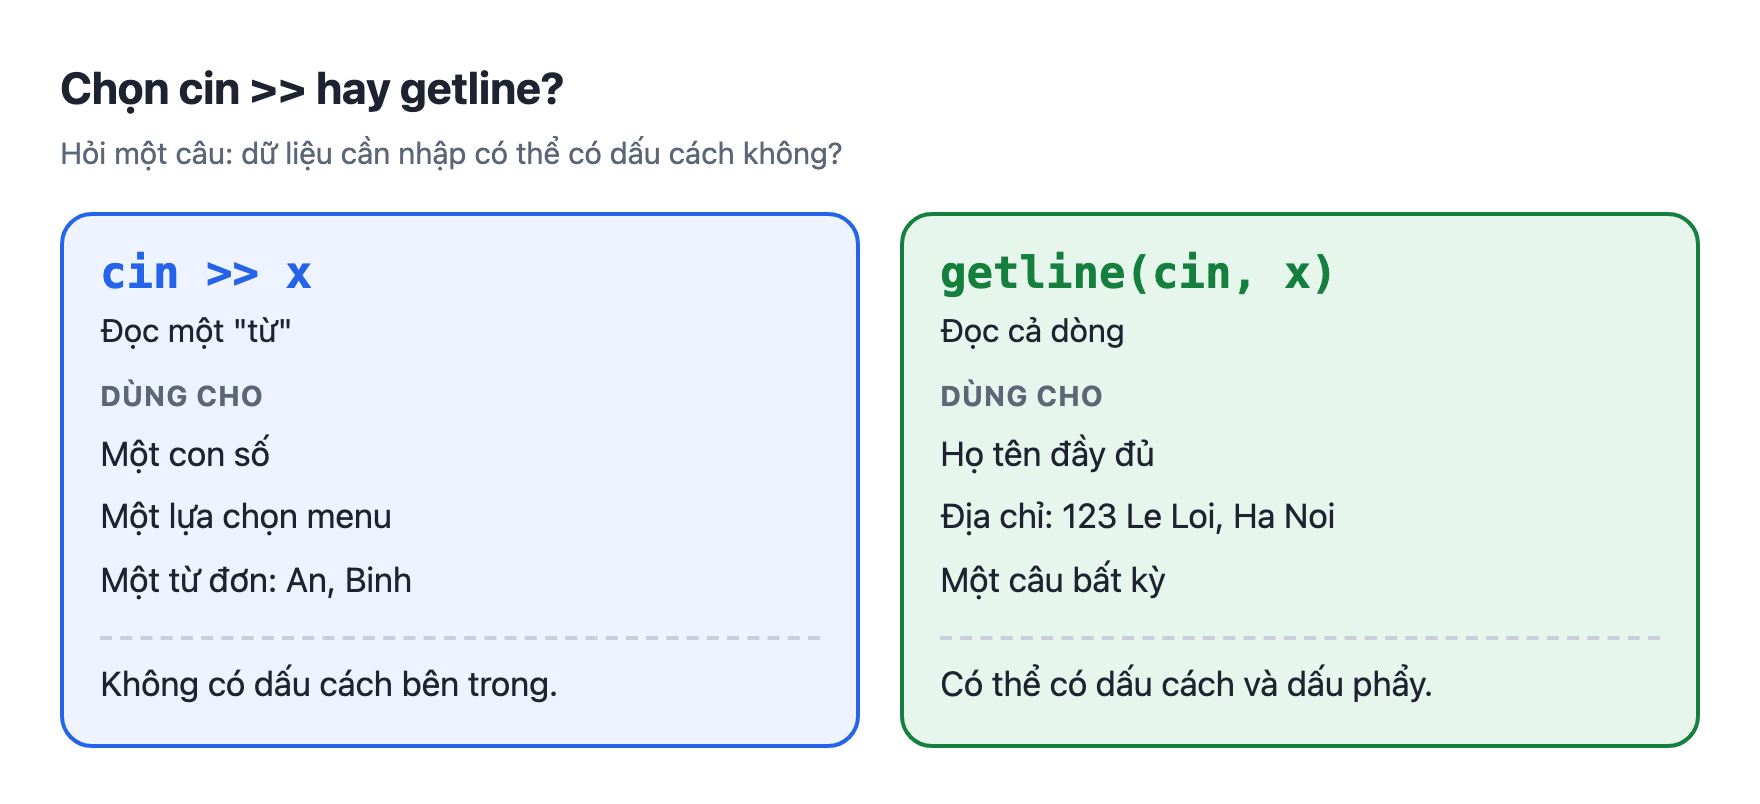 Chọn cin >> hay getline?
Hỏi một câu: dữ liệu cần nhập có thể có dấu cách không?
cin >> x
Đọc một "từ"
DÙNG CHO
Một con số
Một lựa chọn menu
Một từ đơn: An, Binh
Không có dấu cách bên trong.
getline(cin, x)
Đọc cả dòng
DÙNG CHO
Họ tên đầy đủ
Địa chỉ: 123 Le Loi, Ha Noi
Một câu bất kỳ
Có thể có dấu cách và dấu phẩy.